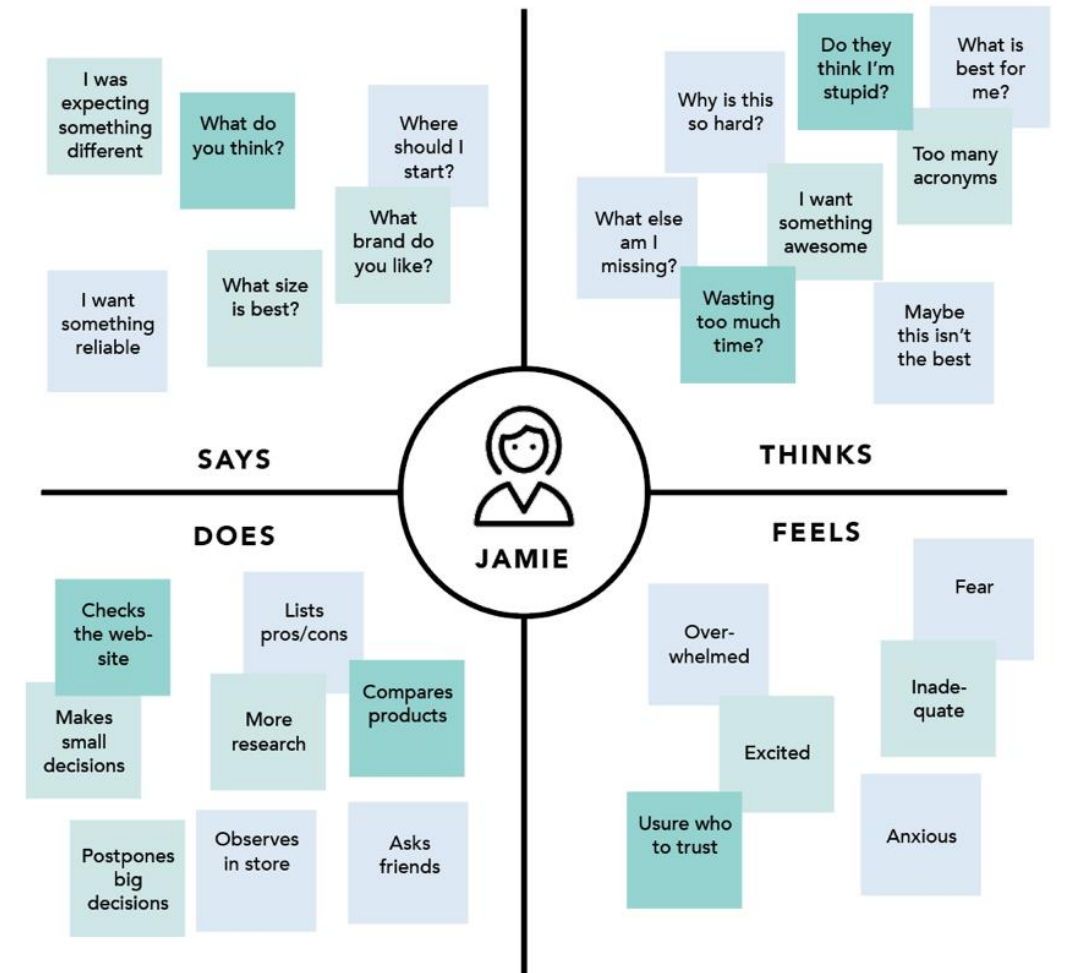 I was
expecting
something
different
What do
you think?
Where
should I
start?
What
brand do
you like?
What size
is best?
I want
something
reliable
SAYS
Why is this
so hard?
Do they
think I'm
stupid?
What is
best for
me?
Too many
acronyms
I want
something
awesome
What else
am I
missing?
Wasting
too much
time?
Maybe
this isn't
the best
THINKS
JAMIE
DOES
Checks
the web-
site
Lists
pros/cons
Compares
products
Makes
small
decisions
More
research
Postpones
big
decisions
Observes
in store
Asks
friends
FEELS
Fear
Over-
whelmed
Inade-
quate
Excited
Usure who
to trust
Anxious